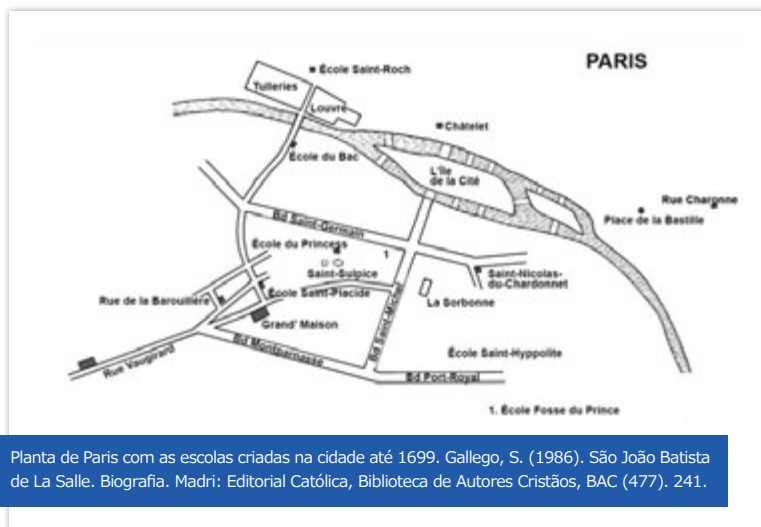 PARIS
École Saint-Roch
Tulleries
Louvre
Châtelet
École du Bac
L'île
de la Cité
Rue Charonne
Place de la Bastille
Bd Saint-Germain
École du Princess
1
Saint-Sulpice
Saint-Nicolas-
du-Chardonnet
Rue de la Barouillère
École Saint-Placide
La Sorbonne
Grand' Maison
Bd Saint-Michel
Rue Vaugirard
Bd Montparnasse
École Saint-Hyppolite
Bd Port-Royal
1. École Fosse du Prince
Planta de Paris com as escolas criadas na cidade até 1699. Gallego, S. (1986). São João Batista
de La Salle. Biografia. Madri: Editorial Católica, Biblioteca de Autores Cristãos, BAC (477). 241.